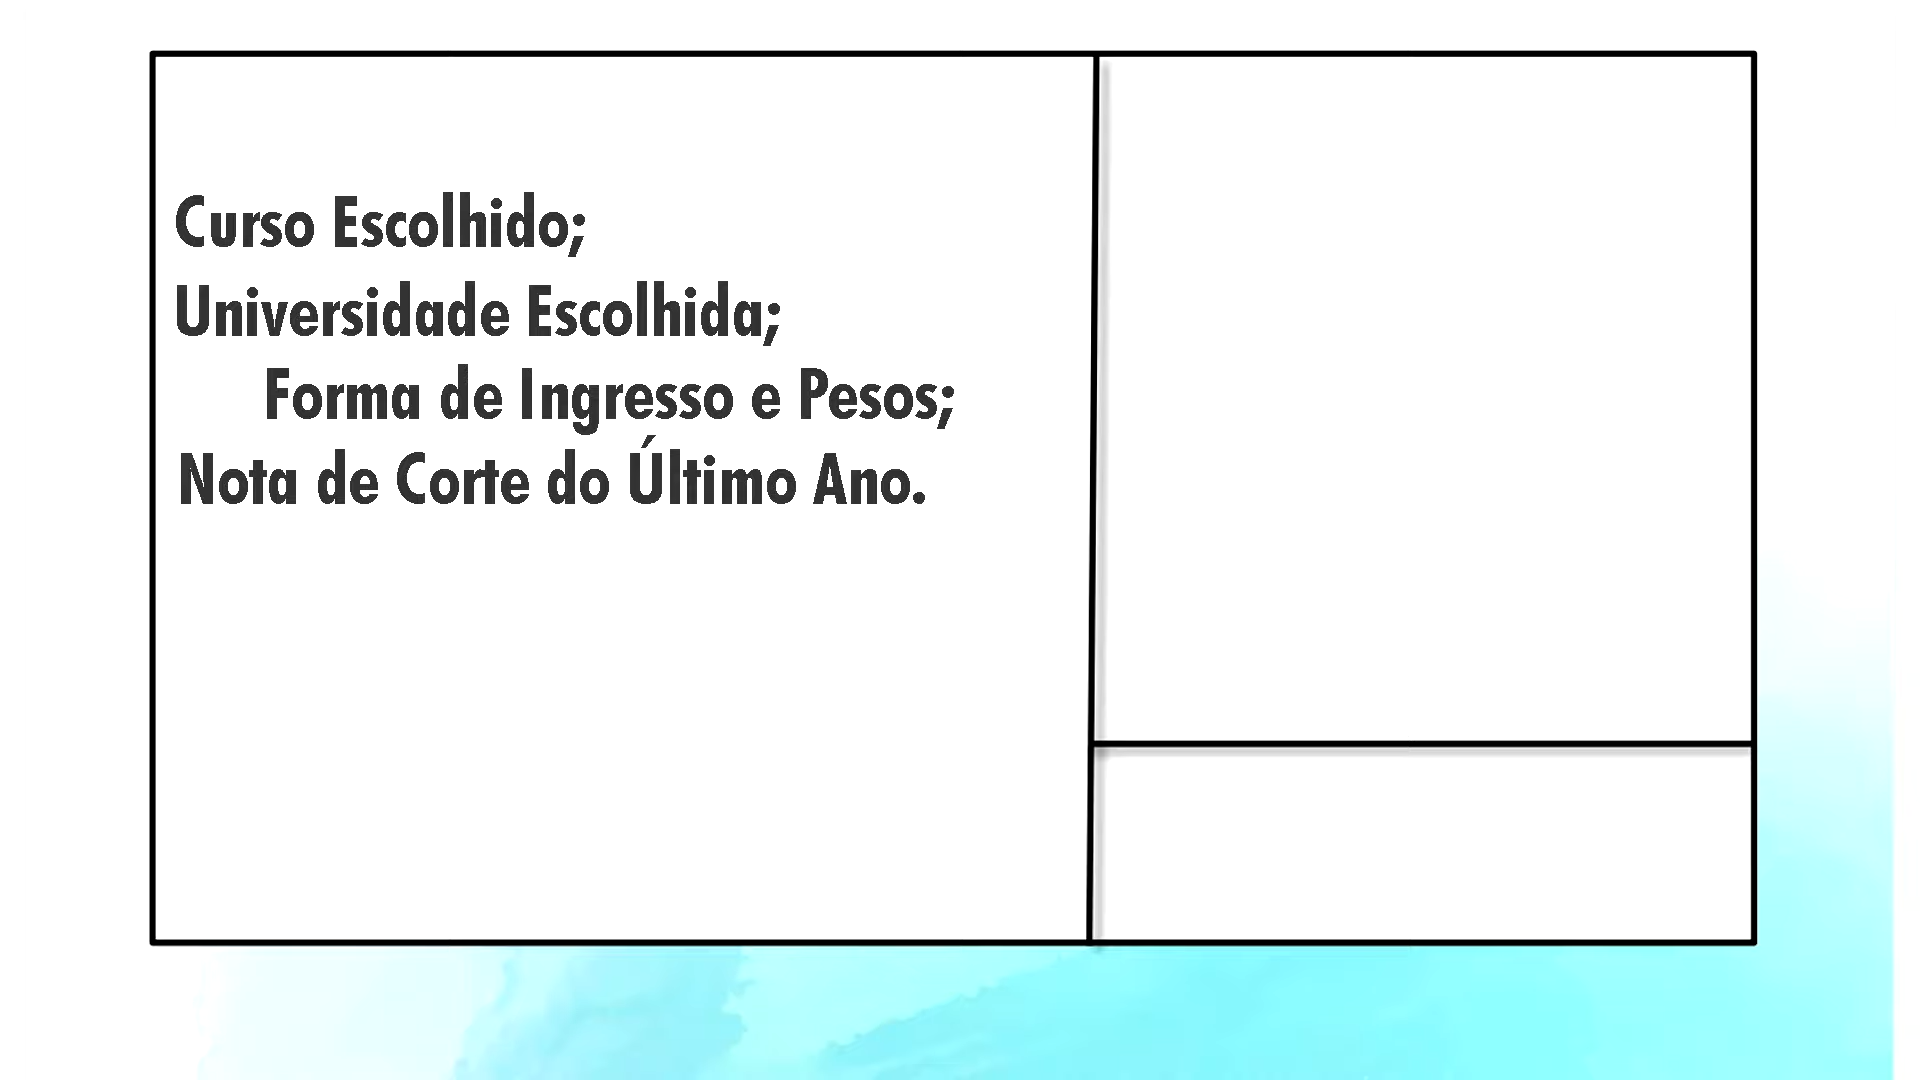 Curso Escolhido;
Universidade Escolhida;
Forma de Ingresso e Pesos;
Nota de Corte do Último Ano.